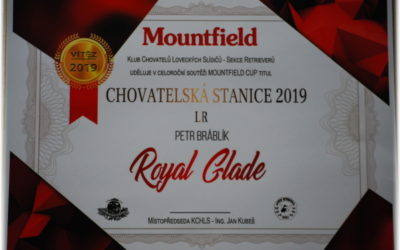 Mountfield
Klub Chovatelů Loveckých Slídičů - Sekce Retrieverů
uděluje v celoroční soutěži MOUNTFIELD CUP titul
VÍTĚZ
2019
CHOVATELSKÁ STANICE 2019
LR
PETR BRÁBLÍK
Royal Glade
Místopředseda KCHLS - Ing. Jan Kubeš